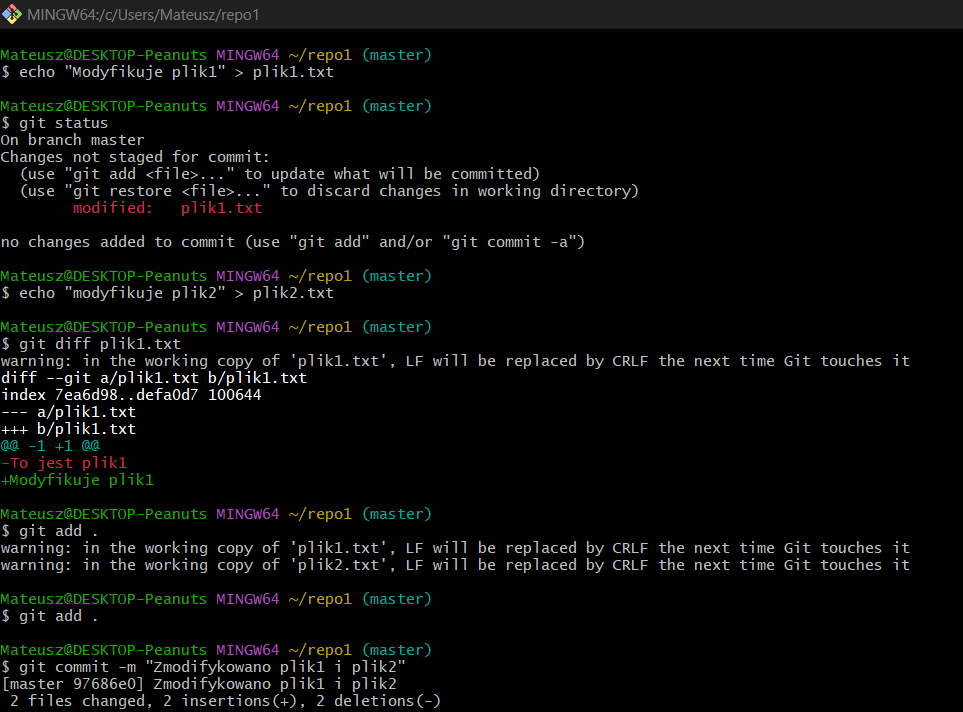 MINGW64:/c/Users/Mateusz/repo1
Mateusz@DESKTOP-Peanuts MINGW64 ~/repo1 (master)
$ echo "Modyfikuje plik1" > plik1.txt
Mateusz@DESKTOP-Peanuts MINGW64 ~/repo1 (master)
$ git status
On branch master
Changes not staged for commit:
  (use "git add <file>..." to update what will be committed)
  (use "git restore <file>..." to discard changes in working directory)
        modified:   plik1.txt
no changes added to commit (use "git add" and/or "git commit -a")
Mateusz@DESKTOP-Peanuts MINGW64 ~/repo1 (master)
$ echo "modyfikuje plik2" > plik2.txt
Mateusz@DESKTOP-Peanuts MINGW64 ~/repo1 (master)
$ git diff plik1.txt
warning: in the working copy of 'plik1.txt', LF will be replaced by CRLF the next time Git touches it
diff --git a/plik1.txt b/plik1.txt
index 7ea6d98..defa0d7 100644
--- a/plik1.txt
+++ b/plik1.txt
@@ -1 +1 @@
-To jest plik1
+Modyfikuje plik1
Mateusz@DESKTOP-Peanuts MINGW64 ~/repo1 (master)
$ git add .
warning: in the working copy of 'plik1.txt', LF will be replaced by CRLF the next time Git touches it
warning: in the working copy of 'plik2.txt', LF will be replaced by CRLF the next time Git touches it
Mateusz@DESKTOP-Peanuts MINGW64 ~/repo1 (master)
$ git add .
Mateusz@DESKTOP-Peanuts MINGW64 ~/repo1 (master)
$ git commit -m "Zmodifykowano plik1 i plik2"
[master 97686e0] Zmodifykowano plik1 i plik2
 2 files changed, 2 insertions(+), 2 deletions(-)